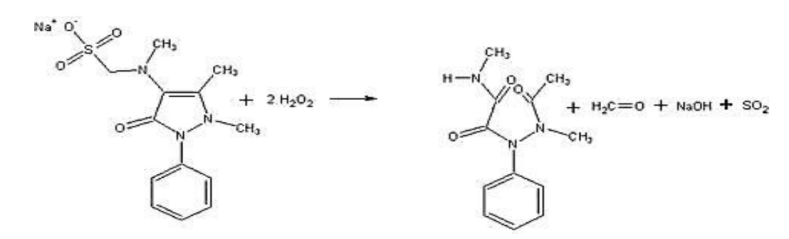 Na⁺ O⁻ S O O N CH₃ CH₃ O N N CH₃
+ 2.H₂O₂
CH₃ H-N O O CH₃ O N N CH₃
+ H₂C=O + NaOH + SO₂